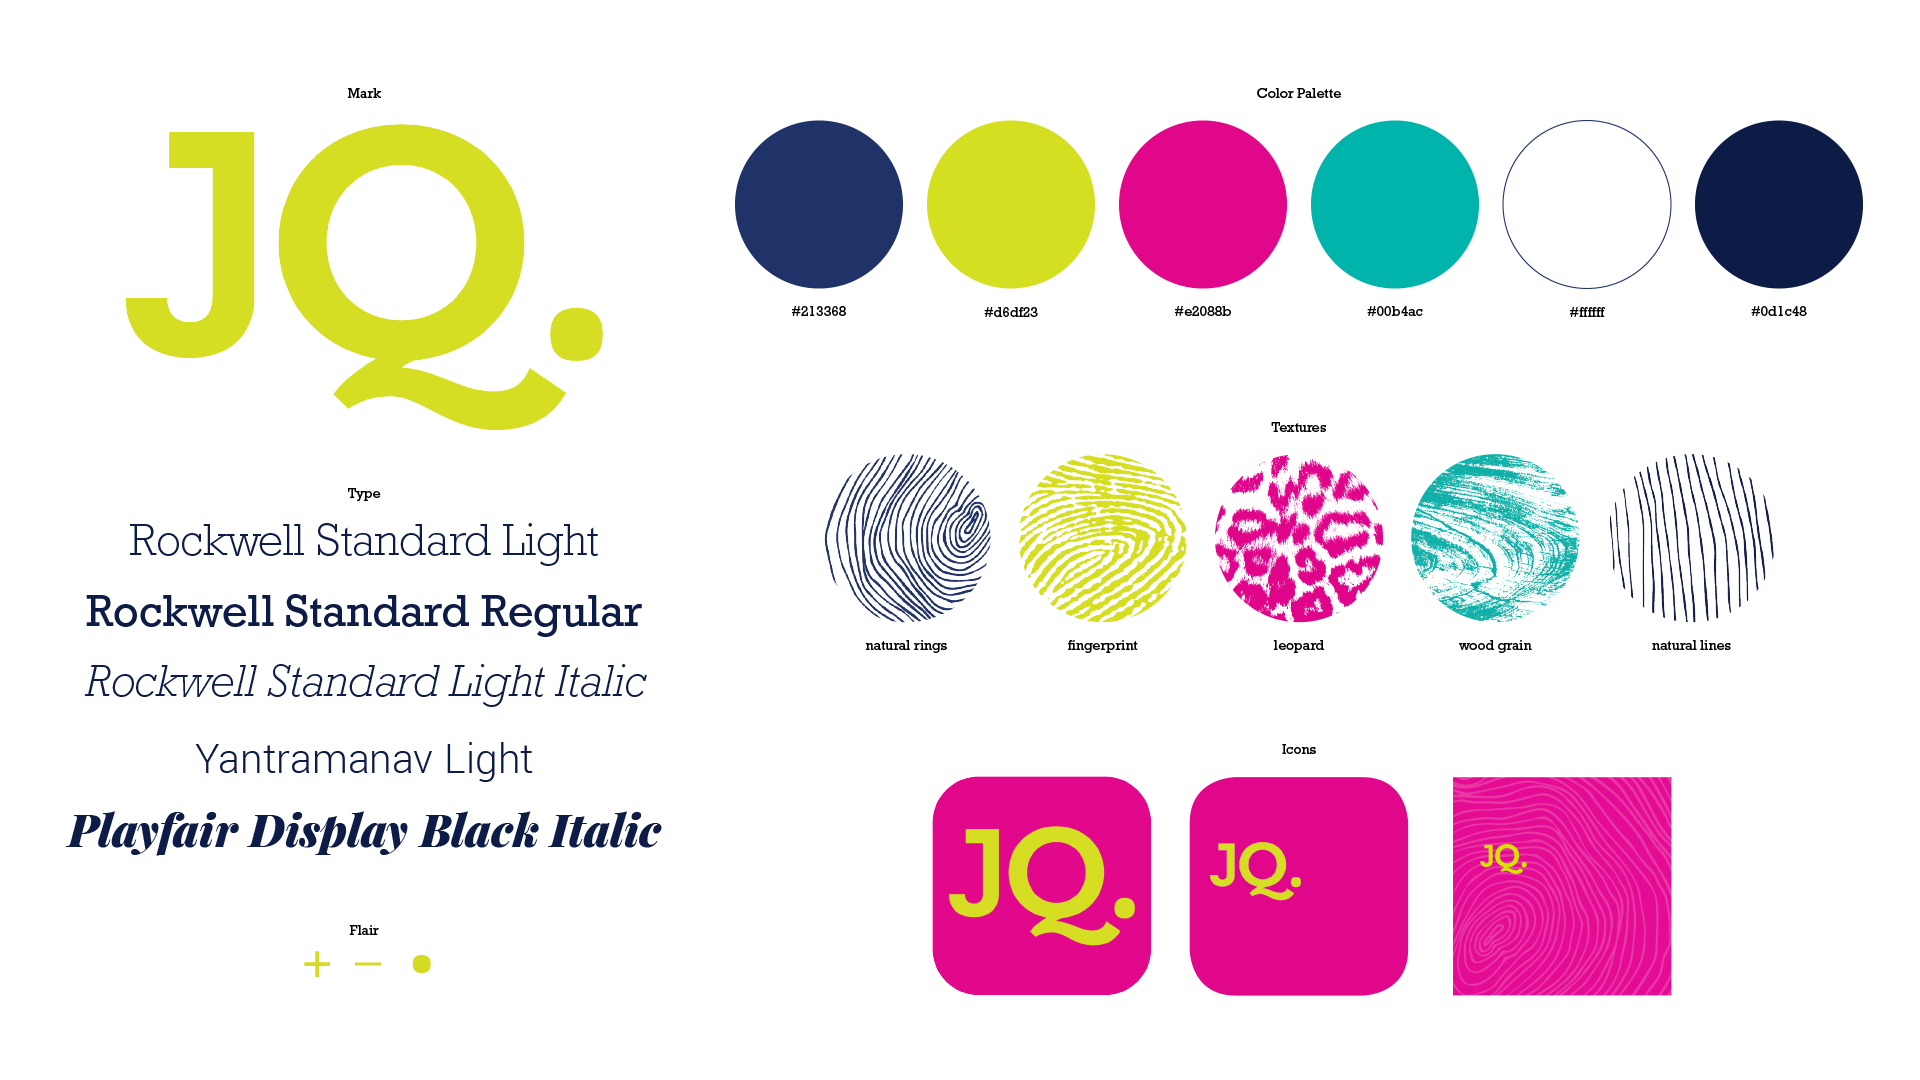 Mark
JQ.
Type
Rockwell Standard Light
Rockwell Standard Regular
Rockwell Standard Light Italic
Yantramanav Light
Playfair Display Black Italic
Flair
+ – .
Color Palette
#213368 #d6df23 #e2088b #00b4ac #ffffff #0d1c48
Textures
natural rings fingerprint leopard wood grain natural lines
Icons
JQ. JQ. JQ.